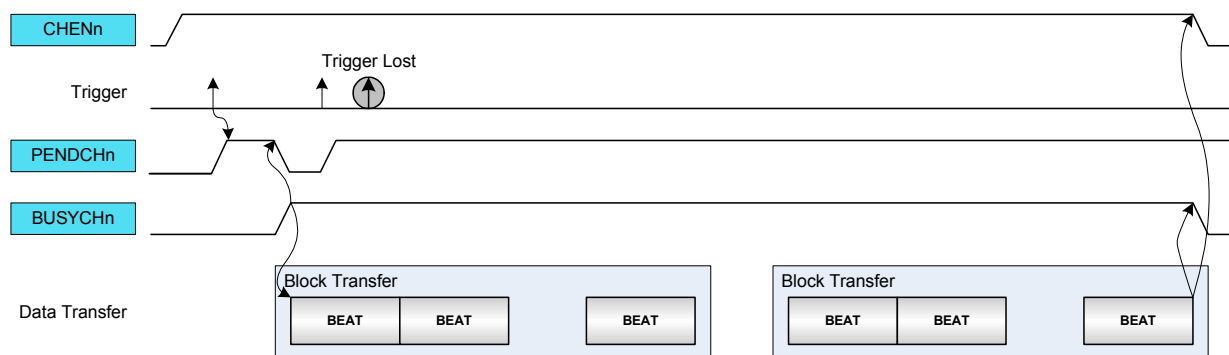 CHENn
Trigger Lost
Trigger
PENDCHn
BUSYCHn
Block Transfer
Block Transfer
Data Transfer
BEAT
BEAT
BEAT
BEAT
BEAT
BEAT